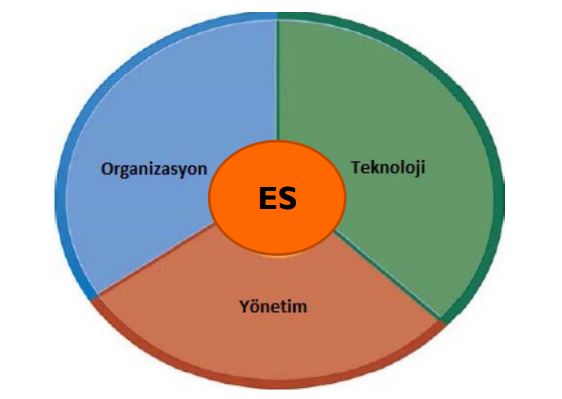 Organizasyon
Teknoloji
ES
Yönetim